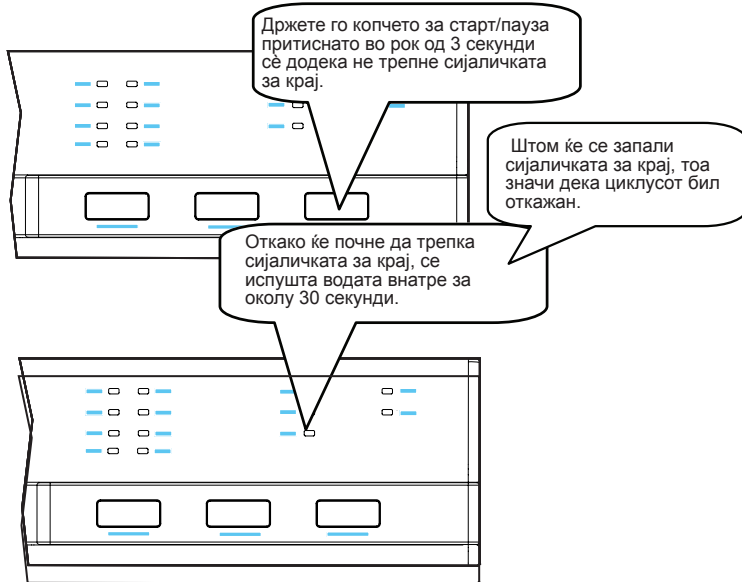 Држете го копчето за старт/пауза
притиснато во рок од 3 секунди
сѐ додека не трепне сијаличката
за крај.
Штом ќе се запали
сијаличката за крај, тоа
значи дека циклусот бил
откажан.
Откако ќе почне да трепка
сијаличката за крај, се
испушта водата внатре за
околу 30 секунди.